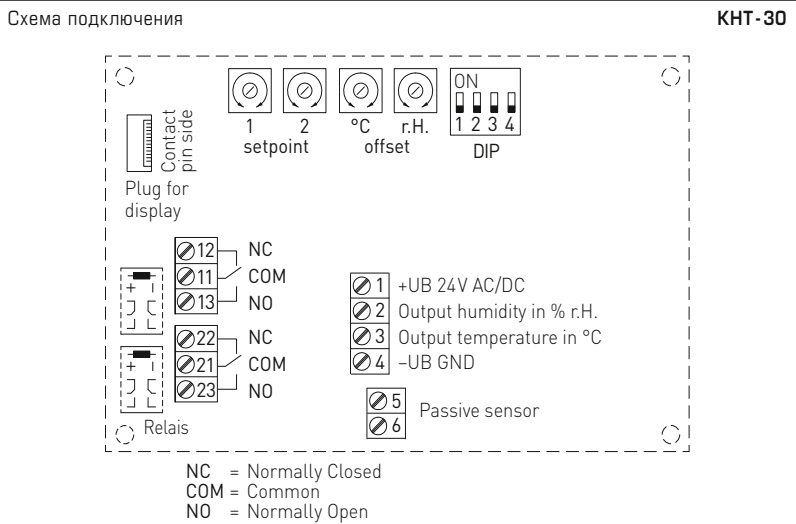 Схема подключения KHT-30
ON
1 2 3 4
DIP
1 2 °C r.H.
setpoint offset
Contact
pin side
Plug for
display
12 NC
11 COM
13 NO
+ –
22 NC
21 COM
23 NO
+ –
Relais
1 +UB 24V AC/DC
2 Output humidity in % r.H.
3 Output temperature in °C
4 –UB GND
5 Passive sensor
6
NC = Normally Closed
COM = Common
NO = Normally Open